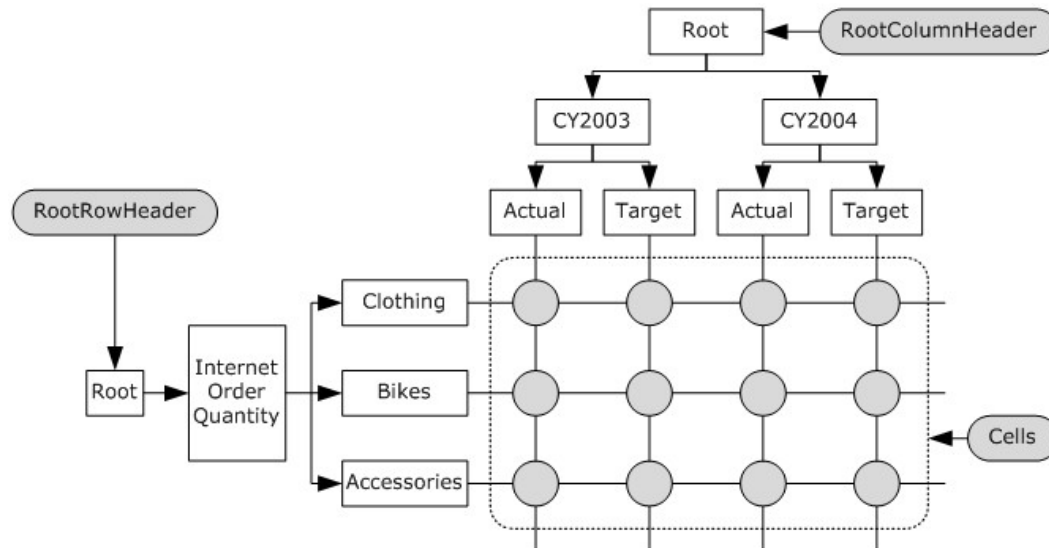 Root
RootColumnHeader
CY2003
CY2004
RootRowHeader
Actual
Target
Actual
Target
Clothing
Root
Internet
Order
Quantity
Bikes
Cells
Accessories